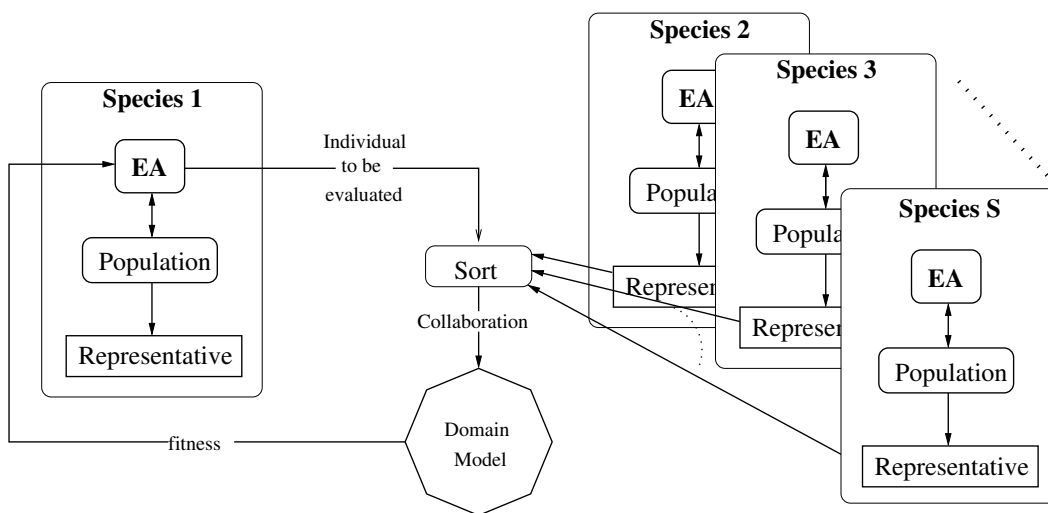 Species 1
EA
Population
Representative
Individual
to be
evaluated
Sort
Collaboration
Domain
Model
fitness
Species 2
EA
Popula
Represe
Species 3
EA
Popula
Represe
Species S
EA
Population
Representative